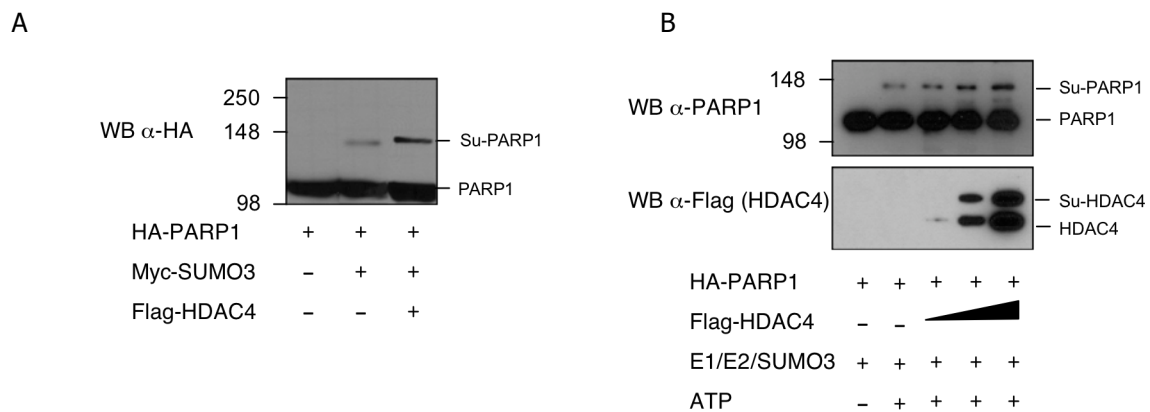 A
B
250
148
98
WB α-HA
Su-PARP1
PARP1
HA-PARP1 + + +
Myc-SUMO3 – + +
Flag-HDAC4 – – +
148
98
WB α-PARP1
Su-PARP1
PARP1
WB α-Flag (HDAC4)
Su-HDAC4
HDAC4
HA-PARP1 + + + + +
Flag-HDAC4 – –
E1/E2/SUMO3 + + + + +
ATP – + + + +